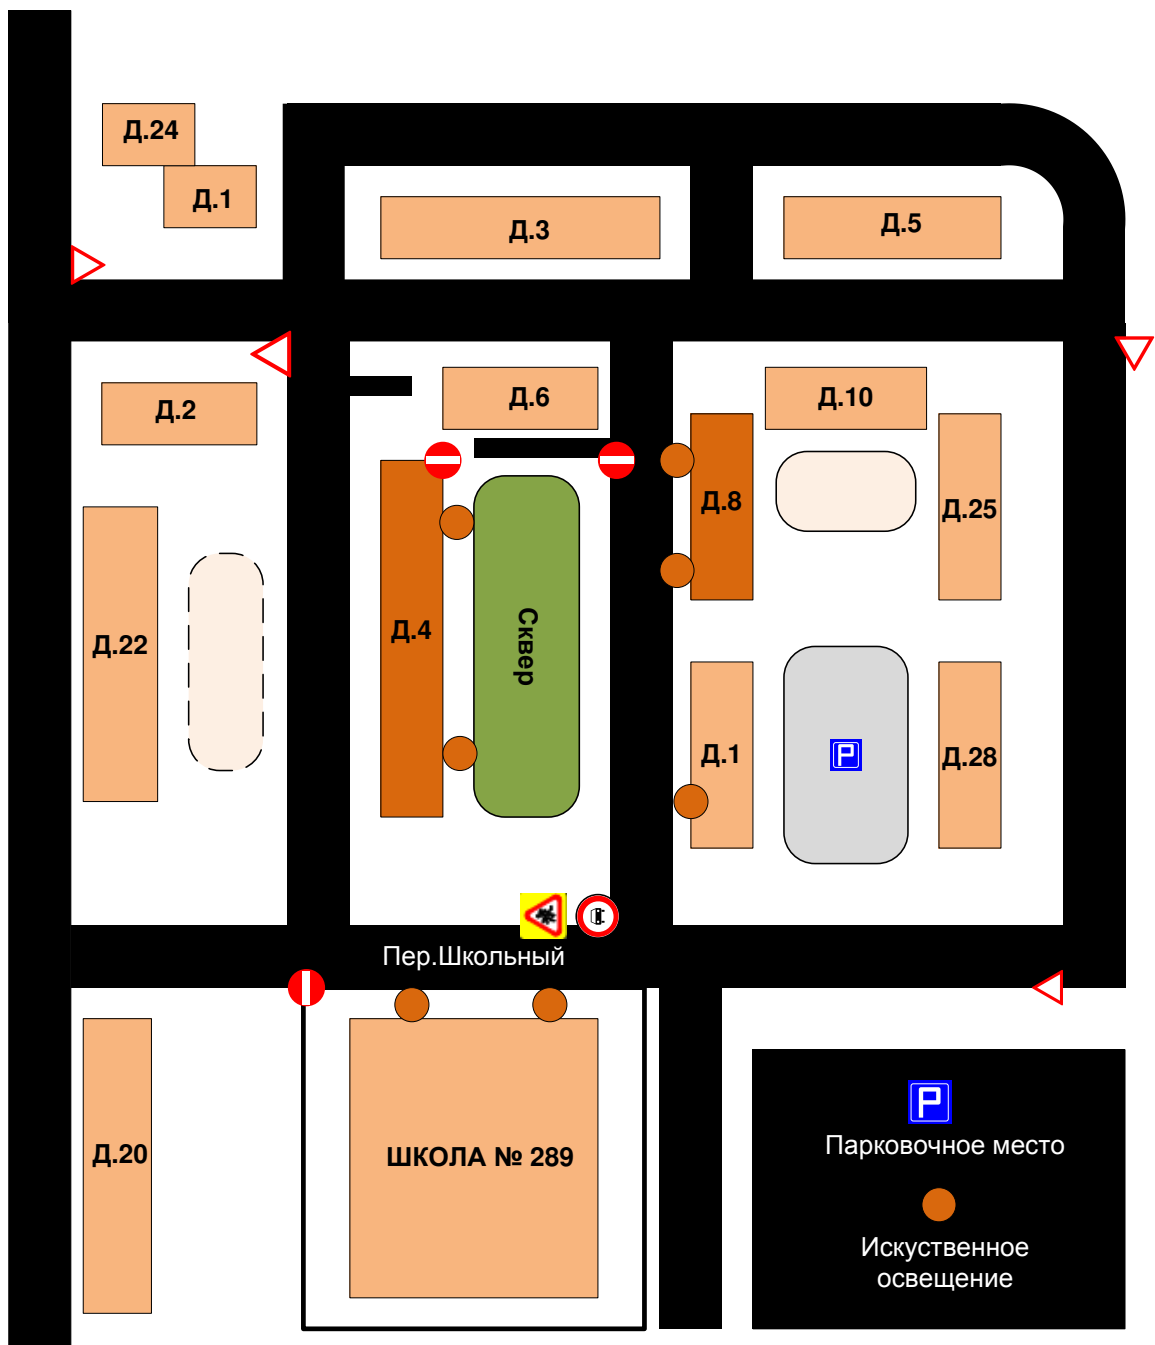 Д.24
Д.1
Д.3
Д.5
Д.2
Д.6
Д.10
Д.8
Д.25
Д.22
Д.4
Сквер
Д.1
P
Д.28
Пер.Школьный
Д.20
ШКОЛА № 289
P
Парковочное место
Искуственное
освещение